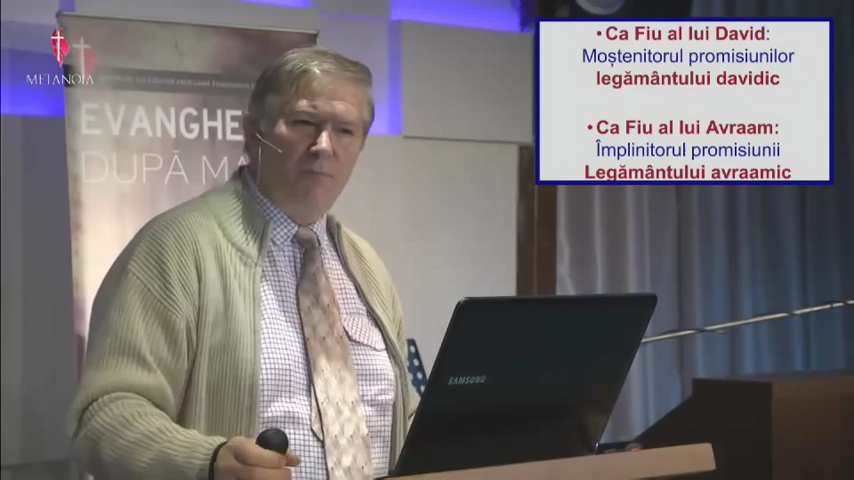 METANOIA
EVANGHE
DUPĂ MA
•Ca Fiu al lui David:
Moștenitorul promisiunilor
legământului davidic
•Ca Fiu al lui Avraam:
Împlinitorul promisiunii
Legământului avraamic
SAMSUNG